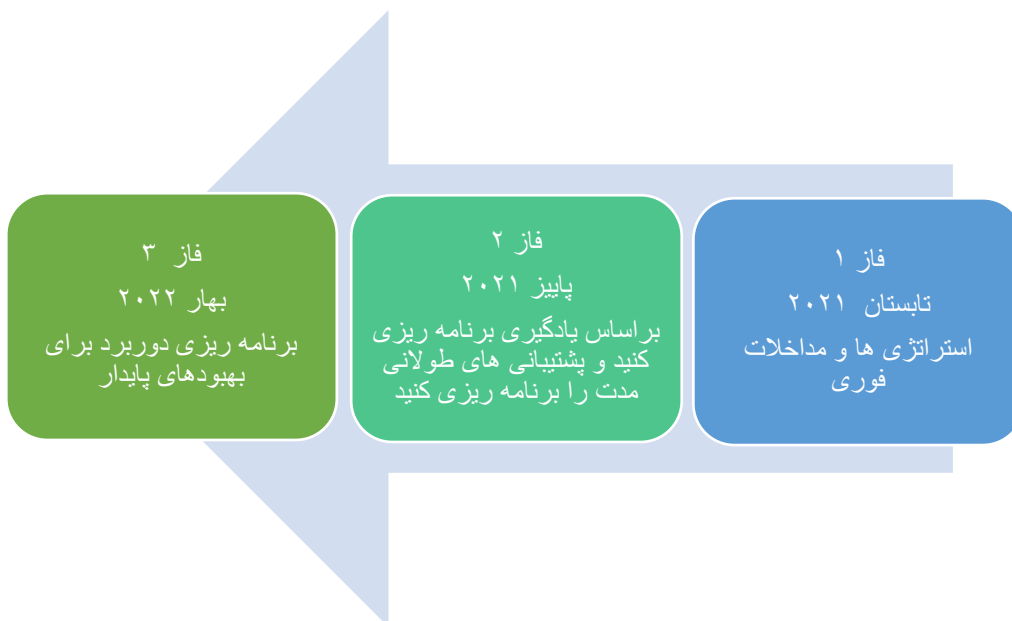 فاز ۱
تابستان ۲۰۲۱
استراتژی ها و مداخلات
فوری
فاز ۲
پاییز ۲۰۲۱
براساس یادگیری برنامه ریزی
کنید و پشتیبانی های طولانی
مدت را برنامه ریزی کنید
فاز ۳
بهار ۲۰۲۲
برنامه ریزی دوربرد برای
بهبودهای پایدار